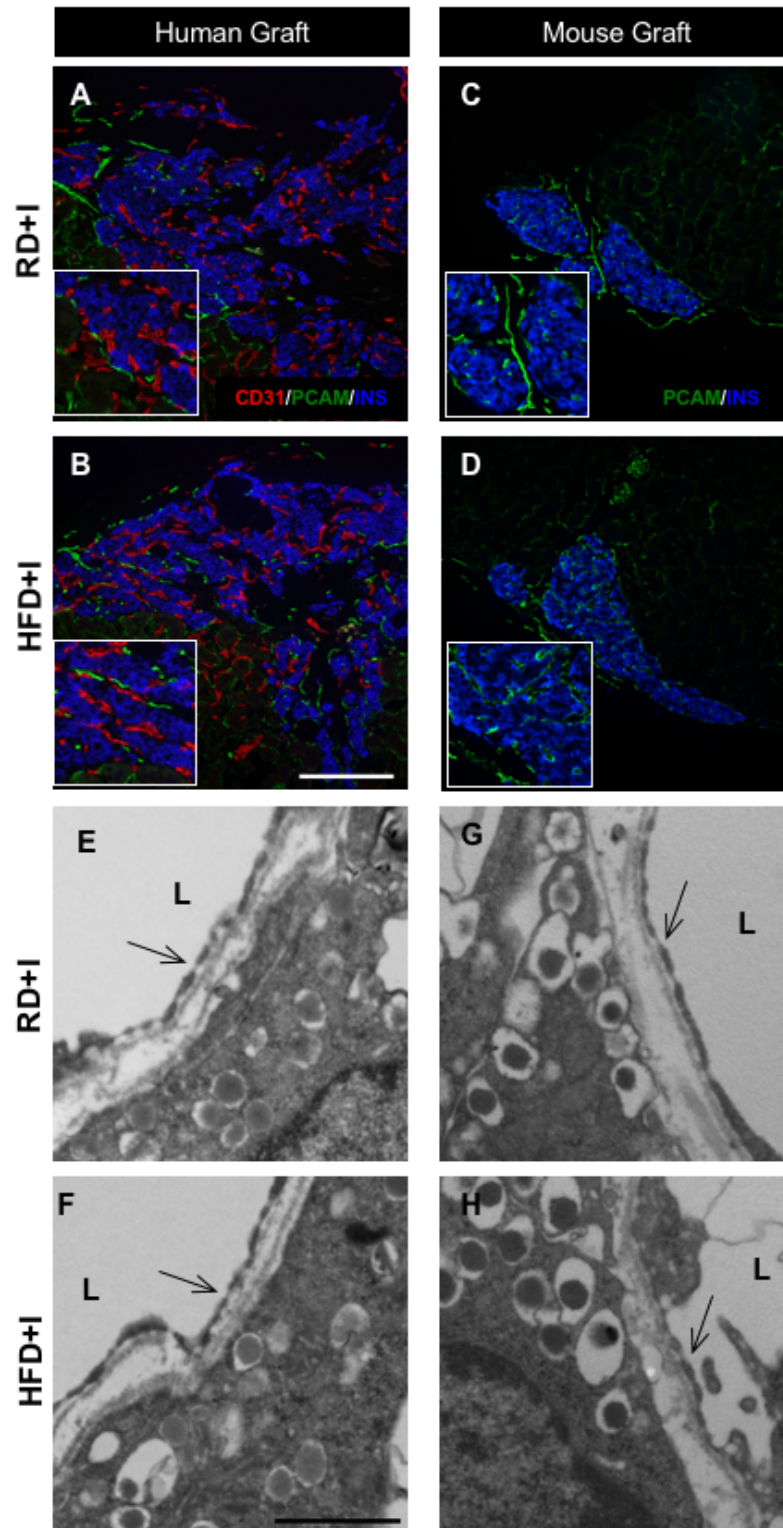 Human Graft
Mouse Graft
RD+I
A
CD31/PCAM/INS
C
PCAM/INS
HFD+I
B
D
RD+I
E
L
G
L
HFD+I
F
L
H
L